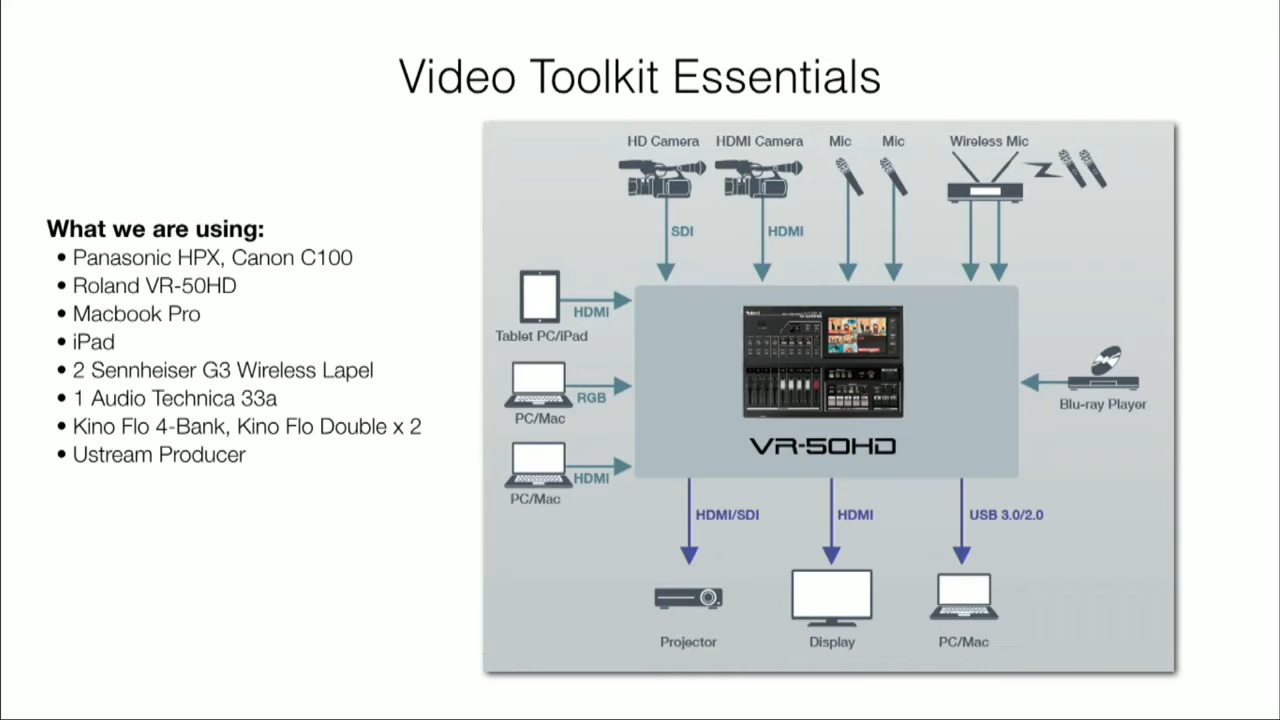 Video Toolkit Essentials
What we are using:
• Panasonic HPX, Canon C100
• Roland VR-50HD
• Macbook Pro
• iPad
• 2 Sennheiser G3 Wireless Lapel
• 1 Audio Technica 33a
• Kino Flo 4-Bank, Kino Flo Double x 2
• Ustream Producer
HD Camera HDMI Camera Mic Mic Wireless Mic
SDI HDMI
HDMI
Tablet PC/iPad
RGB
PC/Mac
HDMI
PC/Mac
VR-50HD
Blu-ray Player
HDMI/SDI HDMI USB 3.0/2.0
Projector Display PC/Mac